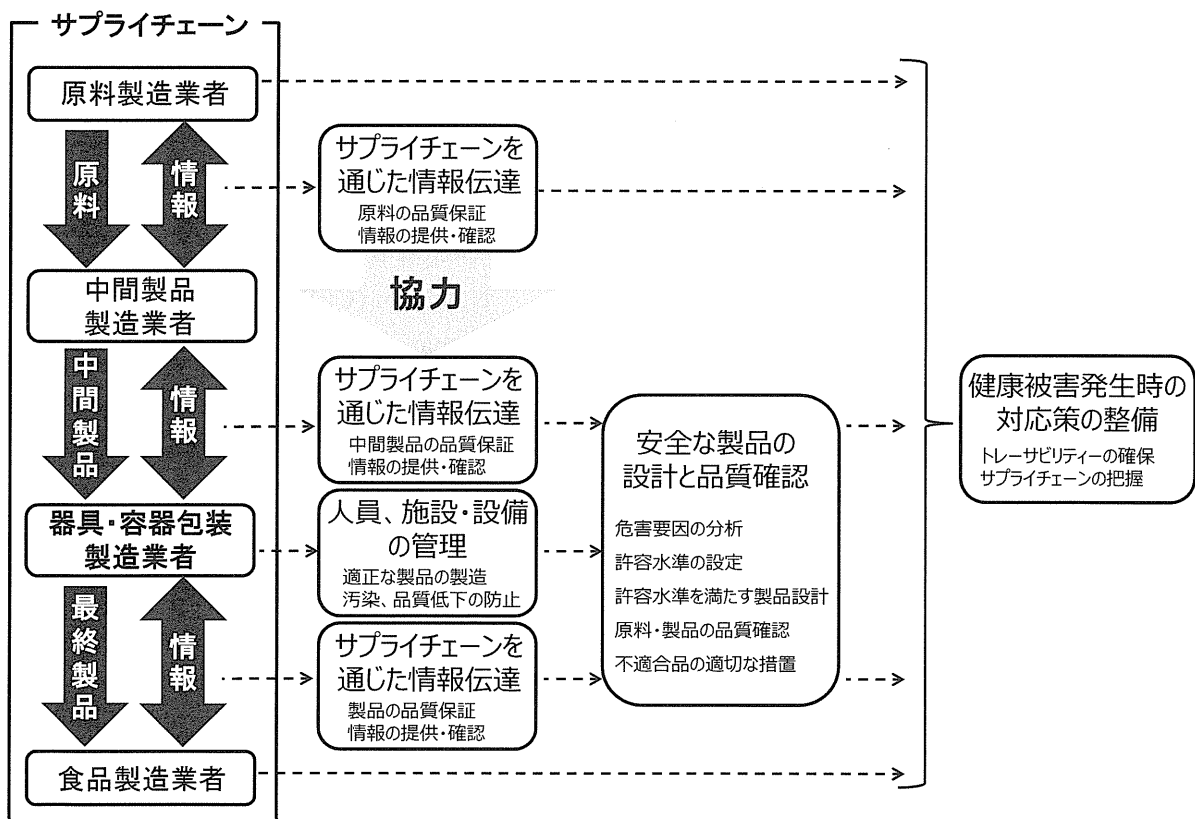 サプライチェーン
原料製造業者
原料
情報
中間製品
製造業者
中間製品
情報
器具・容器包装
製造業者
最終製品
情報
食品製造業者
サプライチェーンを
通じた情報伝達
原料の品質保証
情報の提供・確認
協力
サプライチェーンを
通じた情報伝達
中間製品の品質保証
情報の提供・確認
人員、施設・設備
の管理
適正な製品の製造
汚染、品質低下の防止
サプライチェーンを
通じた情報伝達
製品の品質保証
情報の提供・確認
安全な製品の
設計と品質確認
危害要因の分析
許容水準の設定
許容水準を満たす製品設計
原料・製品の品質確認
不適合品の適切な措置
健康被害発生時の
対応策の整備
トレーサビリティーの確保
サプライチェーンの把握